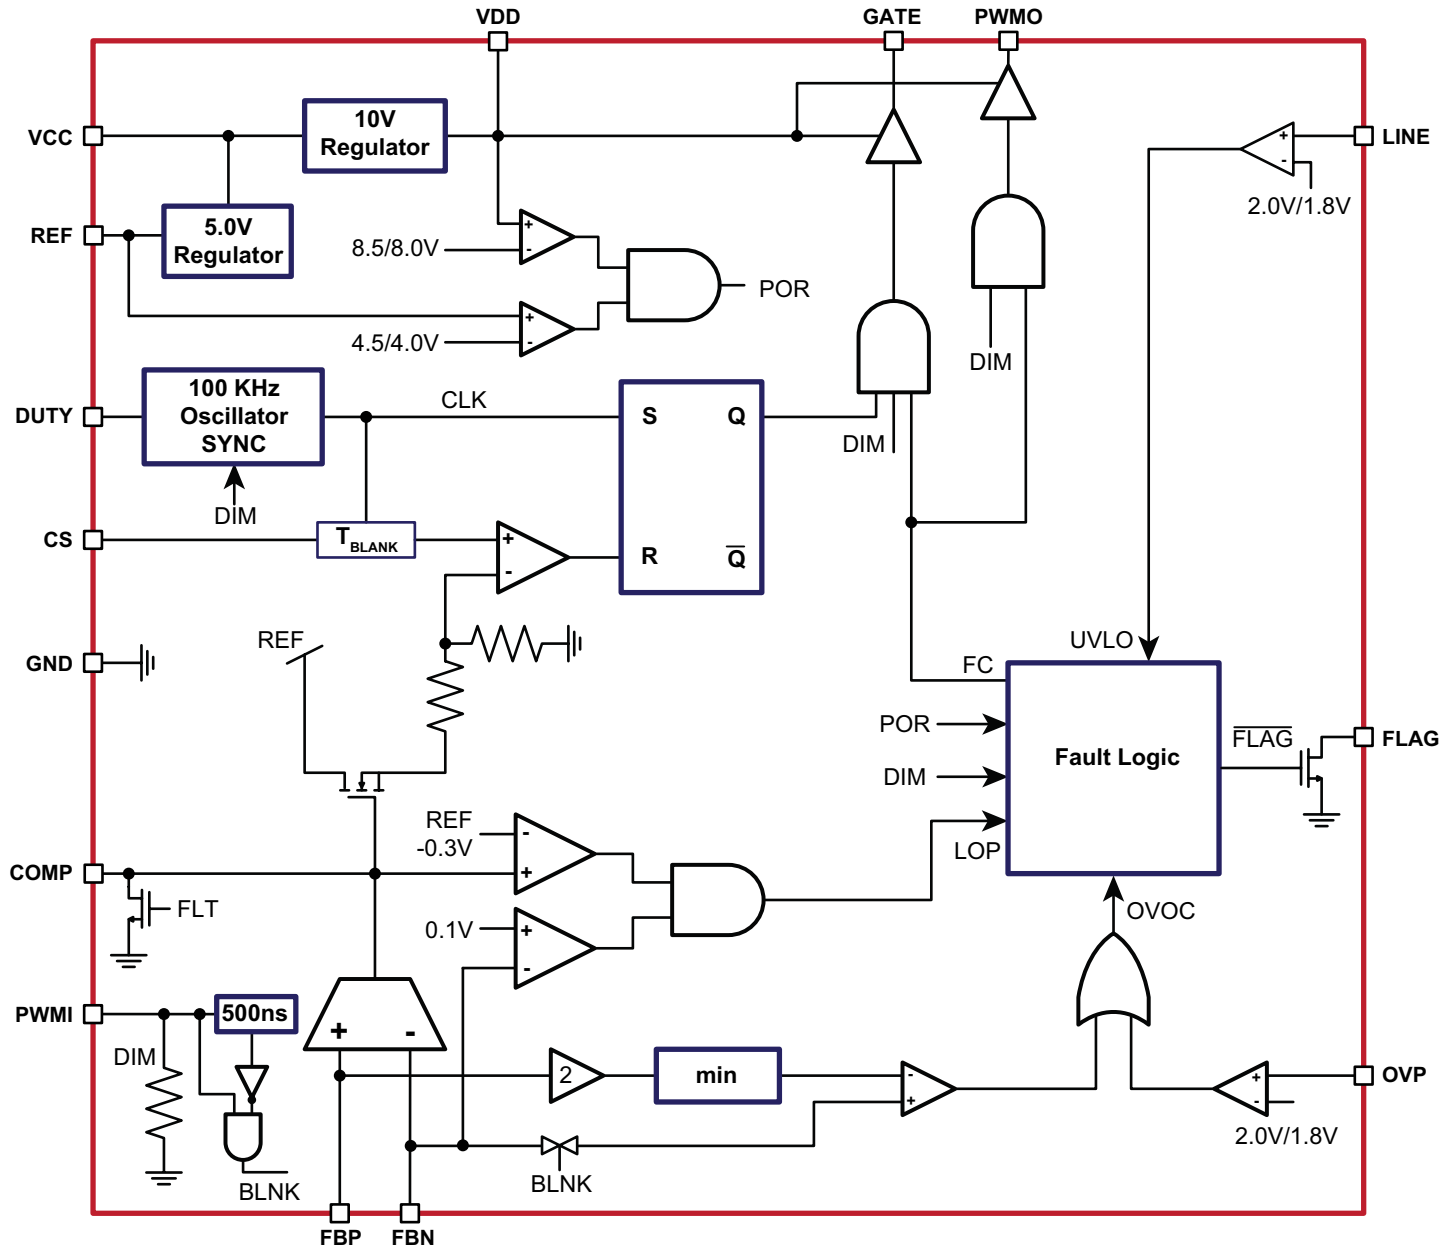 VDD
GATE
PWMO
VCC
10V
Regulator
LINE
+
-
2.0V/1.8V
REF
5.0V
Regulator
8.5/8.0V
+
-
POR
4.5/4.0V
+
-
DIM
DUTY
100 KHz
Oscillator
SYNC
CLK
S
Q
DIM
DIM
CS
TBLANK
+
-
R
Q̅
GND
REF
UVLO
FC
POR
DIM
LOP
Fault Logic
F̅L̅A̅G̅
FLAG
REF
-0.3V
-
+
COMP
FLT
0.1V
+
-
OVOC
PWMI
500ns
+
-
DIM
2
min
-
+
+
-
OVP
2.0V/1.8V
BLNK
BLNK
FBP
FBN